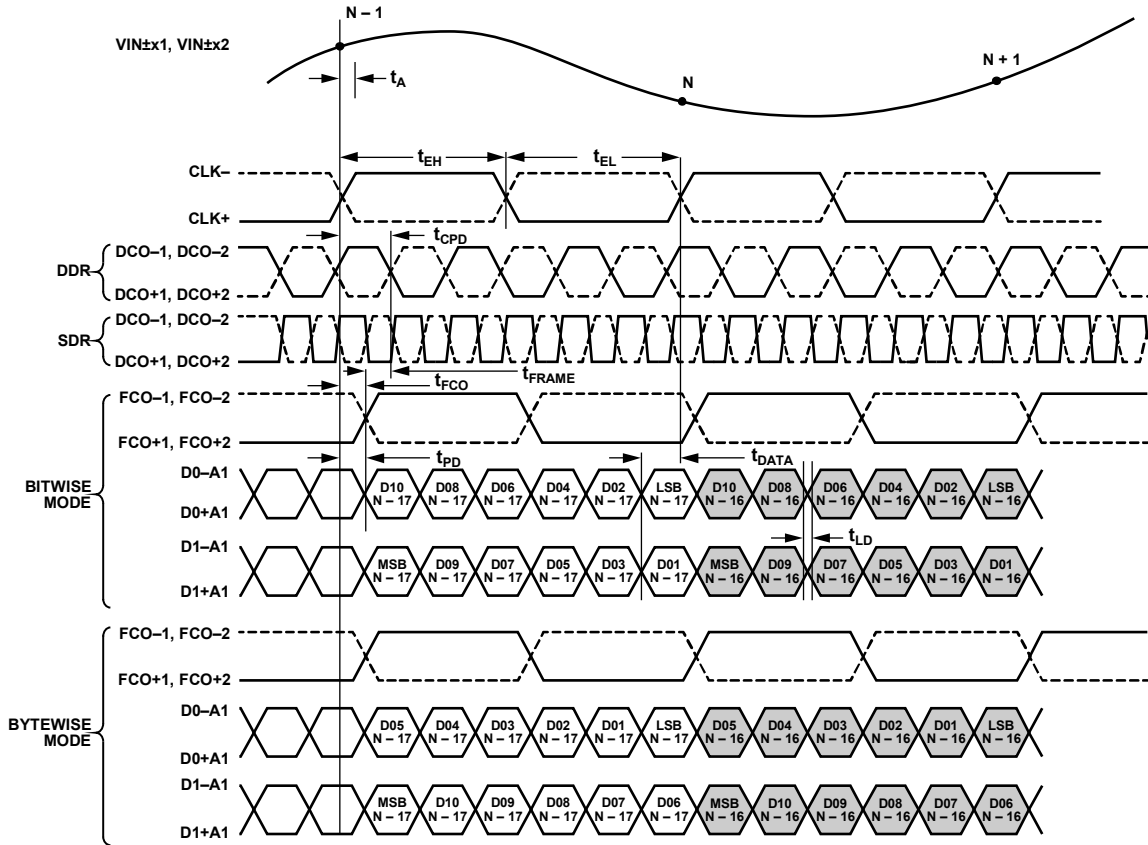 N – 1
VIN±x1, VIN±x2
tA
N
N + 1
tEH
tEL
CLK–
CLK+
tCPD
DDR
DCO–1, DCO–2
DCO+1, DCO+2
SDR
DCO–1, DCO–2
DCO+1, DCO+2
tFCO
tFRAME
BITWISE
MODE
FCO–1, FCO–2
FCO+1, FCO+2
tPD
tDATA
D0–A1
D0+A1
D10 D08 D06 D04 D02 LSB D10 D08 D06 D04 D02 LSB
N – 17 N – 17 N – 17 N – 17 N – 17 N – 17 N – 16 N – 16 N – 16 N – 16 N – 16 N – 16
tLD
D1–A1
D1+A1
MSB D09 D07 D05 D03 D01 MSB D09 D07 D05 D03 D01
N – 17 N – 17 N – 17 N – 17 N – 17 N – 17 N – 16 N – 16 N – 16 N – 16 N – 16 N – 16
BYTEWISE
MODE
FCO–1, FCO–2
FCO+1, FCO+2
D0–A1
D0+A1
D05 D04 D03 D02 D01 LSB D05 D04 D03 D02 D01 LSB
N – 17 N – 17 N – 17 N – 17 N – 17 N – 17 N – 16 N – 16 N – 16 N – 16 N – 16 N – 16
D1–A1
D1+A1
MSB D10 D09 D08 D07 D06 MSB D10 D09 D08 D07 D06
N – 17 N – 17 N – 17 N – 17 N – 17 N – 17 N – 16 N – 16 N – 16 N – 16 N – 16 N – 16